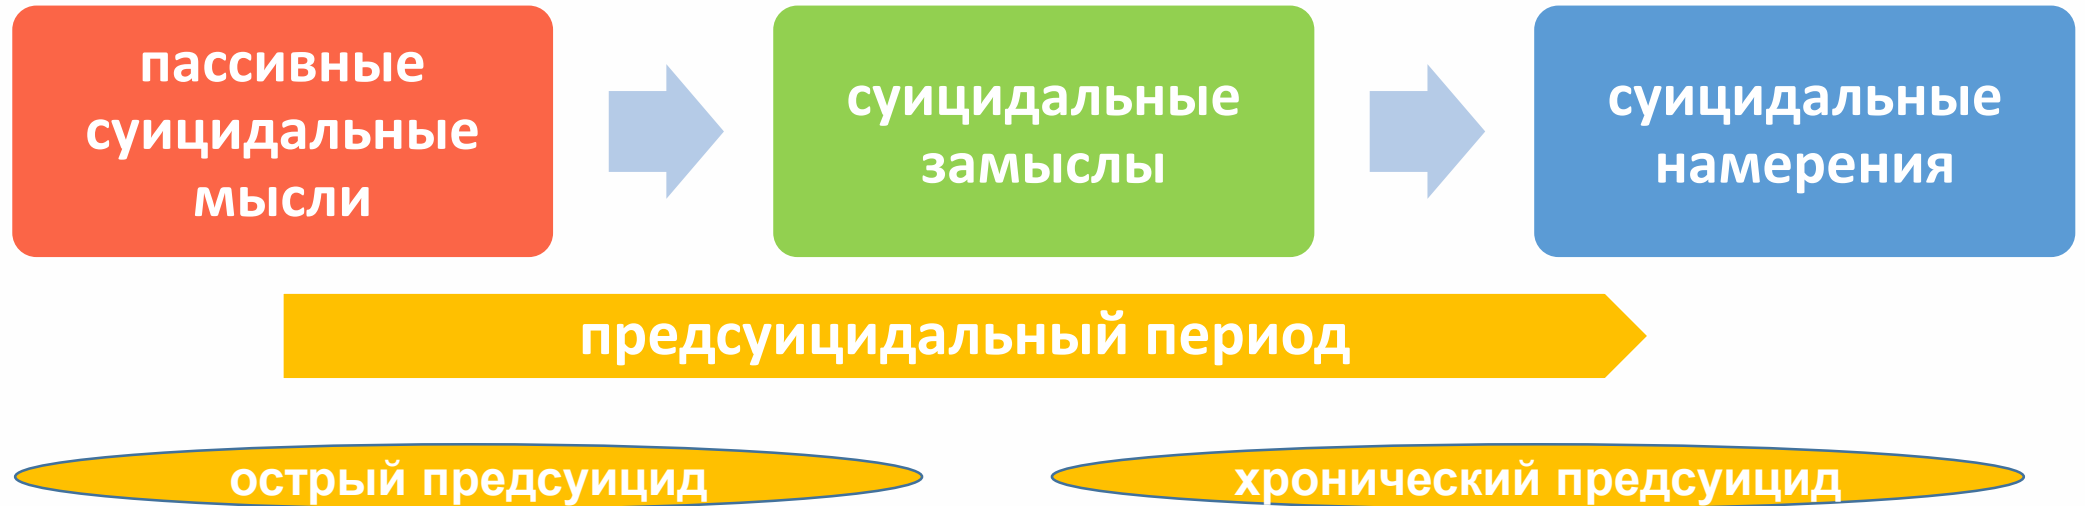 пассивные
суицидальные
мысли
суицидальные
замыслы
суицидальные
намерения
предсуицидальный период
острый предсуицид
хронический предсуицид